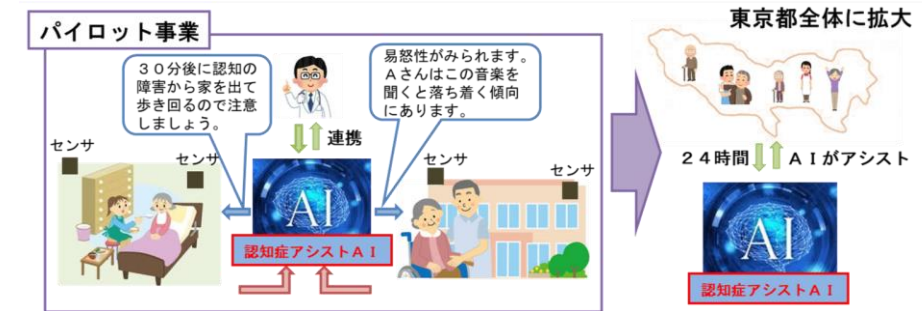 パイロット事業
東京都全体に拡大
３０分後に認知の
障害から家を出て
歩き回るので注意
しましょう。
易怒性がみられます。
Ａさんはこの音楽を
聞くと落ち着く傾向
にあります。
連携
センサ
センサ
センサ
センサ
AI
認知症アシストＡＩ
２４時間
ＡＩがアシスト
AI
認知症アシストＡＩ